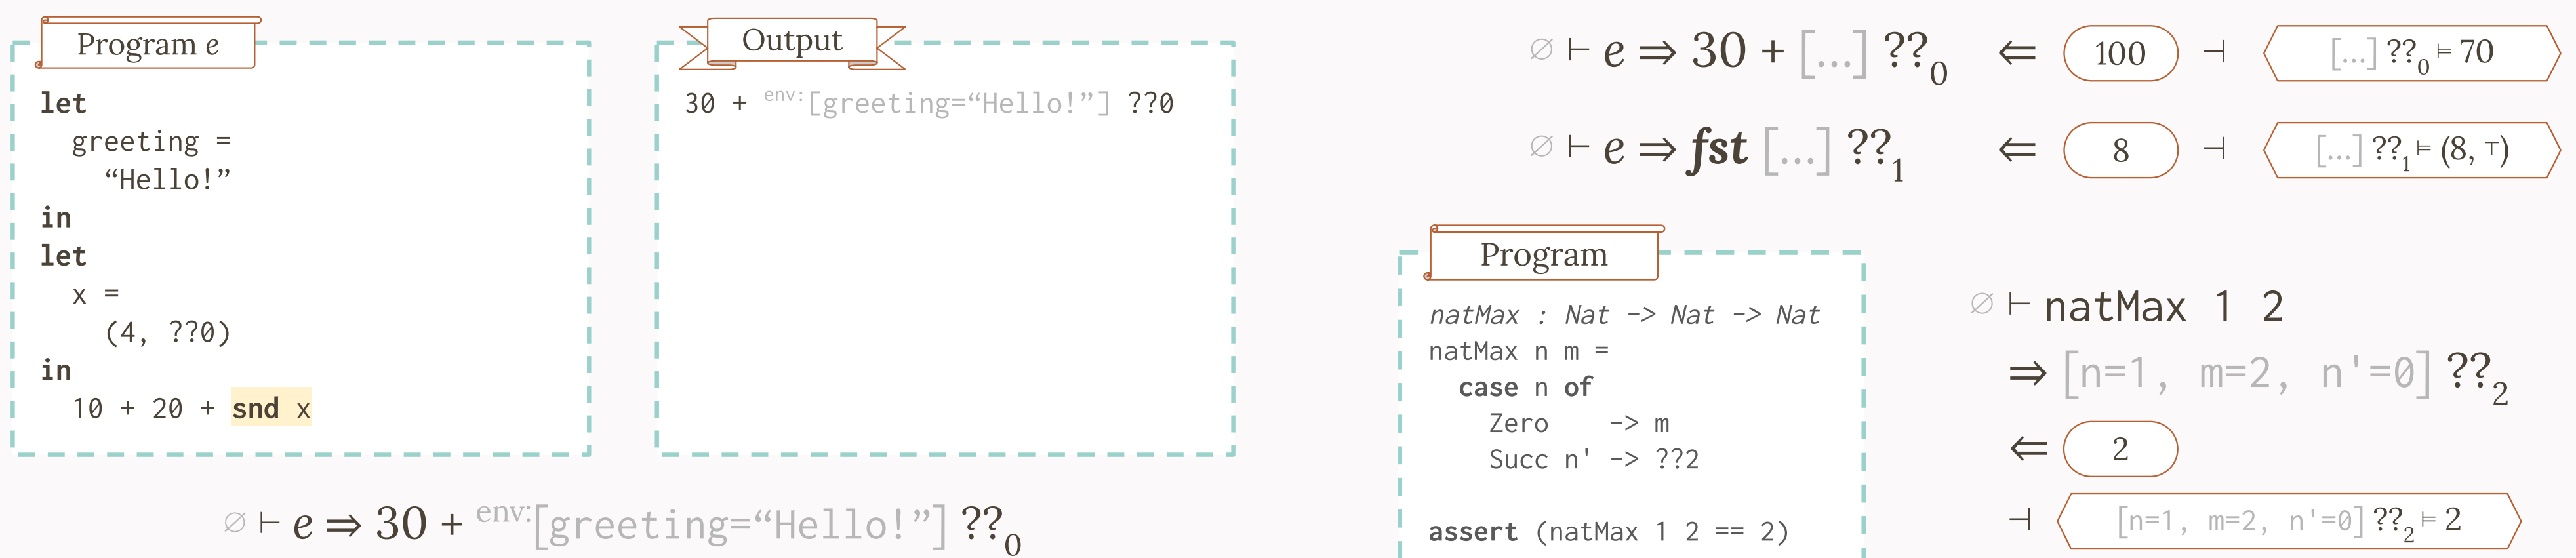 Program e
let
greeting =
“Hello!”
in
let
x =
(4, ??0)
in
10 + 20 + snd x
Output
30 + env:[greeting=“Hello!”] ??0
∅ ⊢ e ⇒ 30 + env:[greeting=“Hello!”] ??₀
∅ ⊢ e ⇒ 30 + [...] ??₀ ⇐ 100 ⊣ [...] ??₀ ⊨ 70
∅ ⊢ e ⇒ fst [...] ??₁ ⇐ 8 ⊣ [...] ??₁ ⊨ (8, ⊤)
Program
natMax : Nat -> Nat -> Nat
natMax n m =
case n of
Zero -> m
Succ n' -> ??2
assert (natMax 1 2 == 2)
∅ ⊢ natMax 1 2
⇒ [n=1, m=2, n'=0] ??₂
⇐ 2
⊣ [n=1, m=2, n'=0] ??₂ ⊨ 2